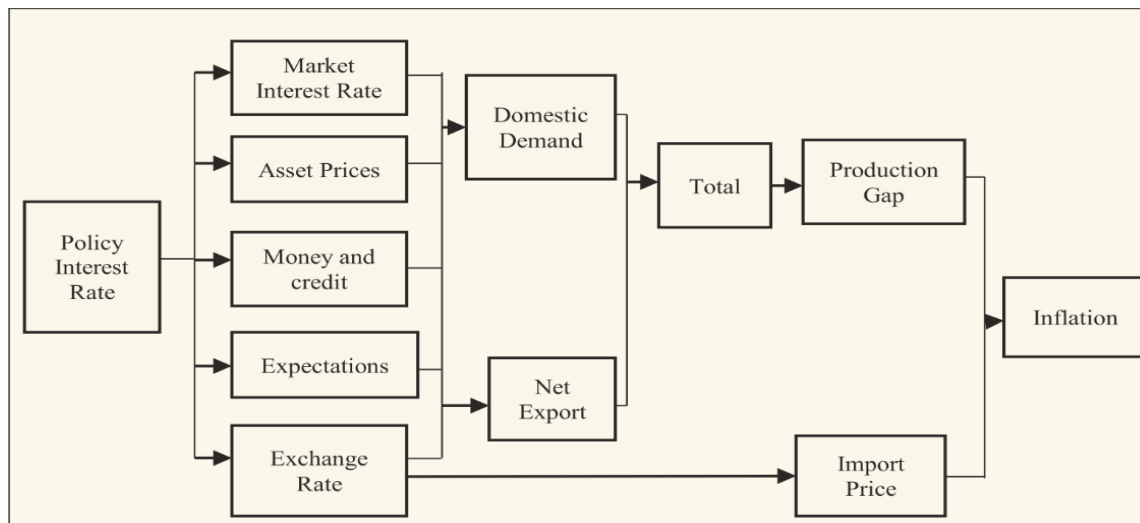 Policy
Interest
Rate
Market
Interest Rate
Asset Prices
Money and
credit
Expectations
Exchange
Rate
Domestic
Demand
Net
Export
Total
Production
Gap
Import
Price
Inflation